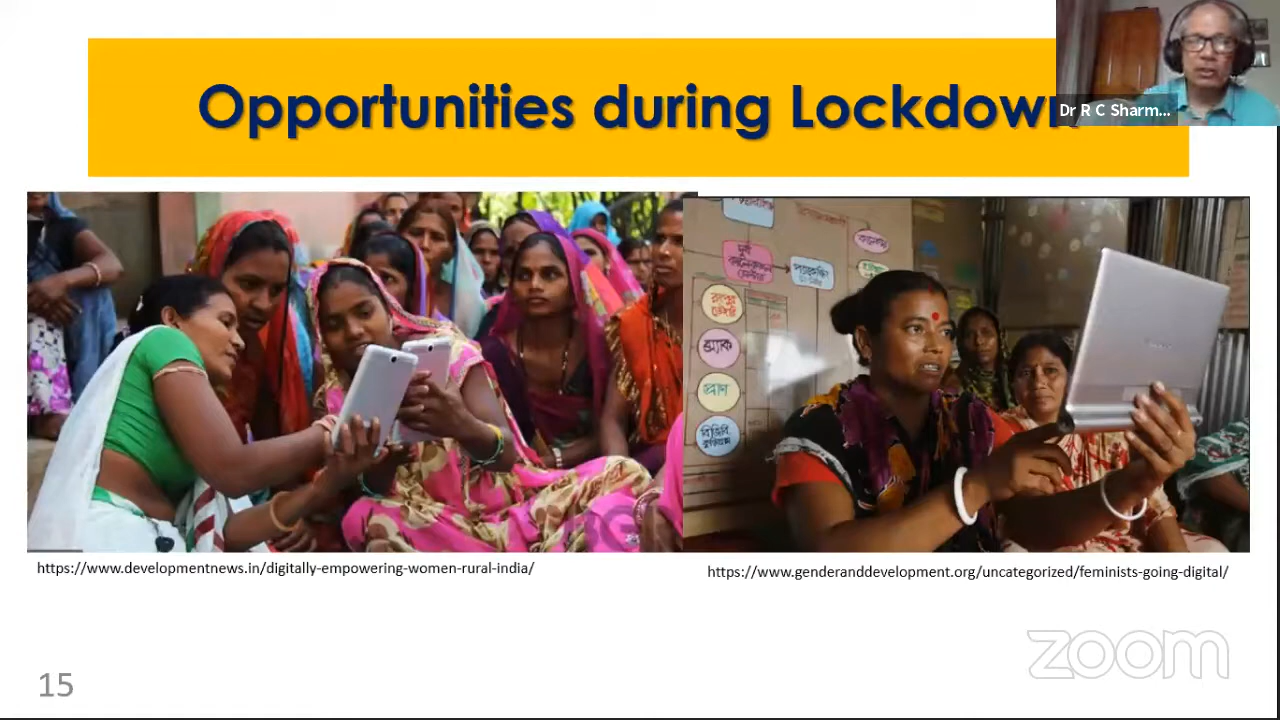 Opportunities during Lockdown
Dr R C Sharm...
ব্র্যাক
প্রাণ
https://www.developmentnews.in/digitally-empowering-women-rural-india/
https://www.genderanddevelopment.org/uncategorized/feminists-going-digital/
zoom
15